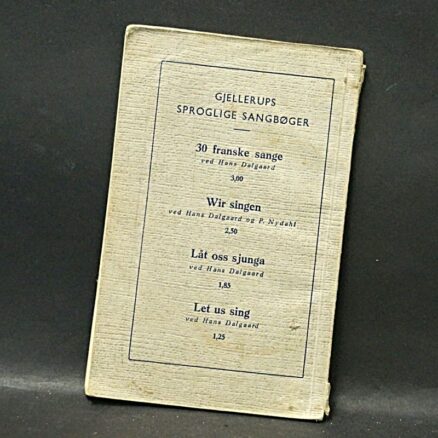 GJELLERUPS
SPROGLIGE SANGBØGER
30 franske sange
ved Hans Dalgaard
3,00
Wir singen
ved Hans Dalgaard og P. Nydahl
2,50
Låt oss sjunga
ved Hans Dalgaard
1,85
Let us sing
ved Hans Dalgaard
1,25